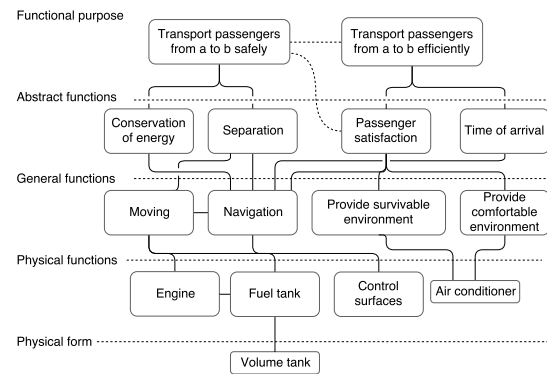 Functional purpose
Transport passengers
from a to b safely
Transport passengers
from a to b efficiently
Abstract functions
Conservation
of energy
Separation
Passenger
satisfaction
Time of arrival
General functions
Moving
Navigation
Provide survivable
environment
Provide
comfortable
environment
Physical functions
Engine
Fuel tank
Control
surfaces
Air conditioner
Physical form
Volume tank